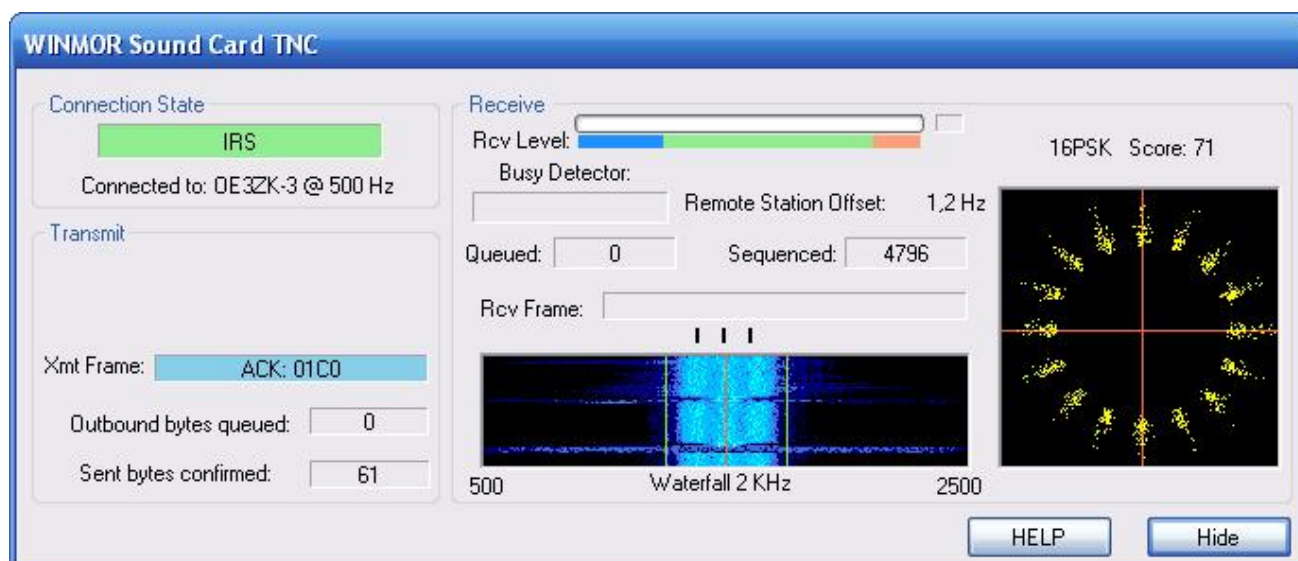 WINMOR Sound Card TNC
Connection State
IRS
Connected to: OE3ZK-3 @ 500 Hz
Transmit
Xmt Frame: ACK: 01C0
Outbound bytes queued: 0
Sent bytes confirmed: 61
Receive
Rcv Level:
Busy Detector:
Remote Station Offset: 1,2 Hz
Queued: 0 Sequenced: 4796
Rcv Frame:
500 Waterfall 2 KHz 2500
16PSK Score: 71
HELP Hide